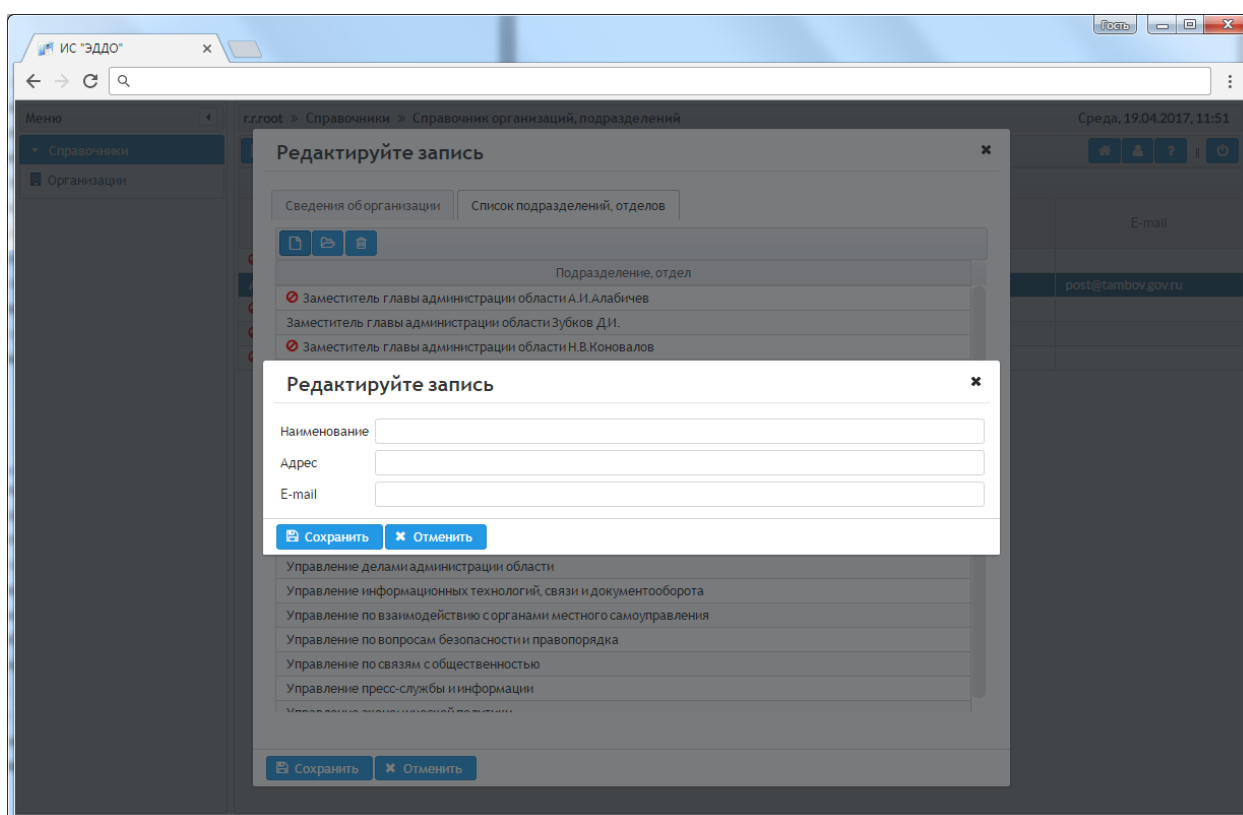 Гость
ИС "ЭДДО"
Меню
r.r.root » Справочники » Справочник организаций, подразделений
Среда, 19.04.2017, 11:51
Справочники
Организации
Редактируйте запись
Сведения об организации
Список подразделений, отделов
E-mail
Подразделение, отдел
post@tambov.gov.ru
Заместитель главы администрации области А.И.Алабичев
Заместитель главы администрации области Зубков Д.И.
Заместитель главы администрации области Н.В.Коновалов
Редактируйте запись
Наименование
Адрес
E-mail
Сохранить
Отменить
Управление делами администрации области
Управление информационных технологий, связи и документооборота
Управление по взаимодействию с органами местного самоуправления
Управление по вопросам безопасности и правопорядка
Управление по связям с общественностью
Управление пресс-службы и информации
Управление экономической политики
Сохранить
Отменить